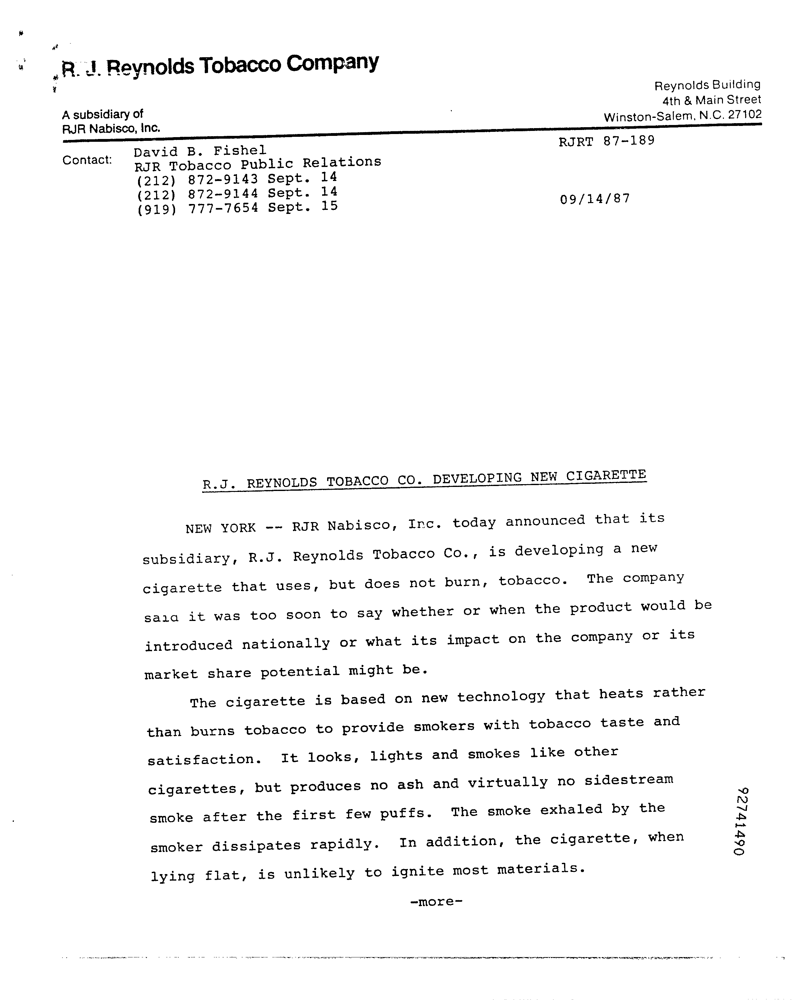 R. J. Reynolds Tobacco Company
Reynolds Building
4th & Main Street
Winston-Salem, N.C. 27102
A subsidiary of
RJR Nabisco, Inc.
Contact: David B. Fishel
RJR Tobacco Public Relations
(212) 872-9143 Sept. 14
(212) 872-9144 Sept. 14
(919) 777-7654 Sept. 15
RJRT 87-189
09/14/87
R.J. REYNOLDS TOBACCO CO. DEVELOPING NEW CIGARETTE
NEW YORK -- RJR Nabisco, Inc. today announced that its
subsidiary, R.J. Reynolds Tobacco Co., is developing a new
cigarette that uses, but does not burn, tobacco. The company
said it was too soon to say whether or when the product would be
introduced nationally or what its impact on the company or its
market share potential might be.
The cigarette is based on new technology that heats rather
than burns tobacco to provide smokers with tobacco taste and
satisfaction. It looks, lights and smokes like other
cigarettes, but produces no ash and virtually no sidestream
smoke after the first few puffs. The smoke exhaled by the
smoker dissipates rapidly. In addition, the cigarette, when
lying flat, is unlikely to ignite most materials.
-more-
92741490